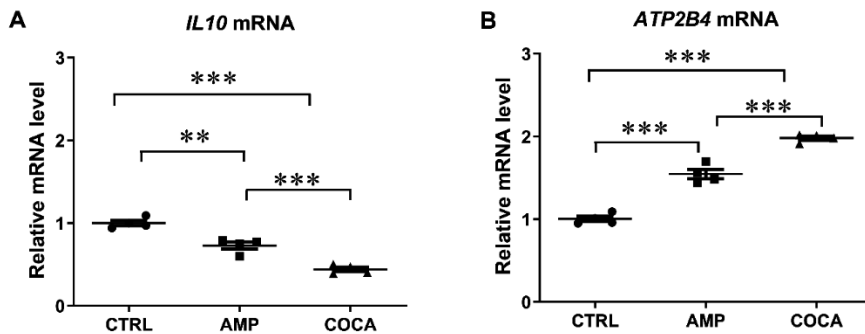 A
IL10 mRNA
Relative mRNA level
3
2
1
0
***
**
***
CTRL
AMP
COCA
B
ATP2B4 mRNA
Relative mRNA level
3
2
1
0
***
***
***
CTRL
AMP
COCA